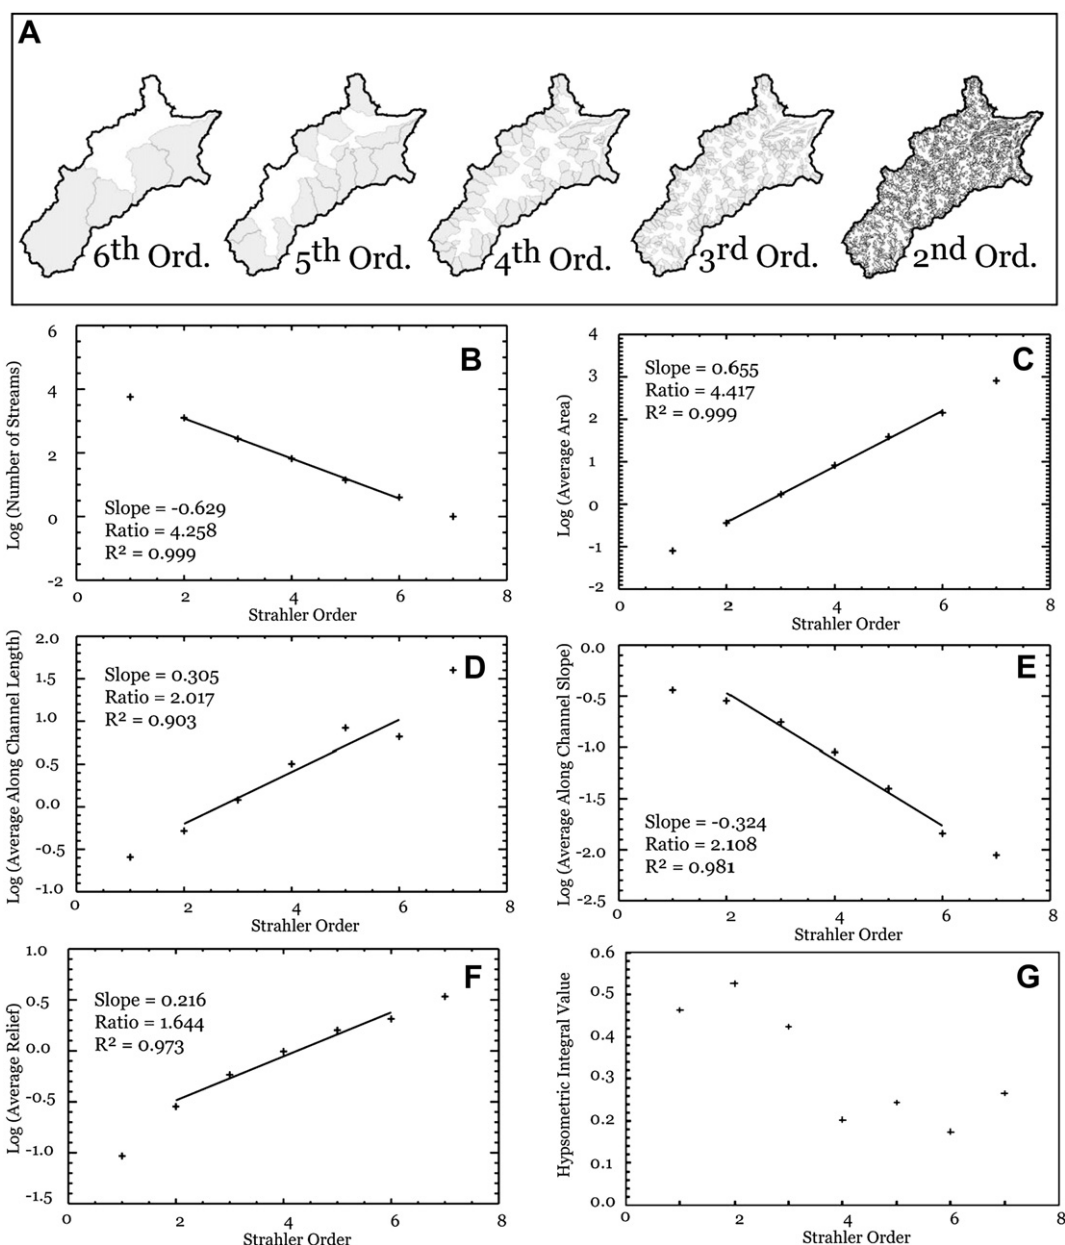 A
6th Ord.
5th Ord.
4th Ord.
3rd Ord.
2nd Ord.
B
Log (Number of Streams)
6
4
2
0
-2
Slope = -0.629
Ratio = 4.258
R² = 0.999
0
2
4
6
8
Strahler Order
C
Log (Average Area)
4
3
2
1
0
-1
-2
Slope = 0.655
Ratio = 4.417
R² = 0.999
0
2
4
6
8
Strahler Order
D
Log (Average Along Channel Length)
2.0
1.5
1.0
0.5
0.0
-0.5
-1.0
Slope = 0.305
Ratio = 2.017
R² = 0.903
0
2
4
6
8
Strahler Order
E
Log (Average Along Channel Slope)
0.0
-0.5
-1.0
-1.5
-2.0
-2.5
Slope = -0.324
Ratio = 2.108
R² = 0.981
0
2
4
6
8
Strahler Order
F
Log (Average Relief)
1.0
0.5
0.0
-0.5
-1.0
-1.5
Slope = 0.216
Ratio = 1.644
R² = 0.973
0
2
4
6
8
Strahler Order
G
Hypsometric Integral Value
0.6
0.5
0.4
0.3
0.2
0.1
0.0
0
2
4
6
8
Strahler Order